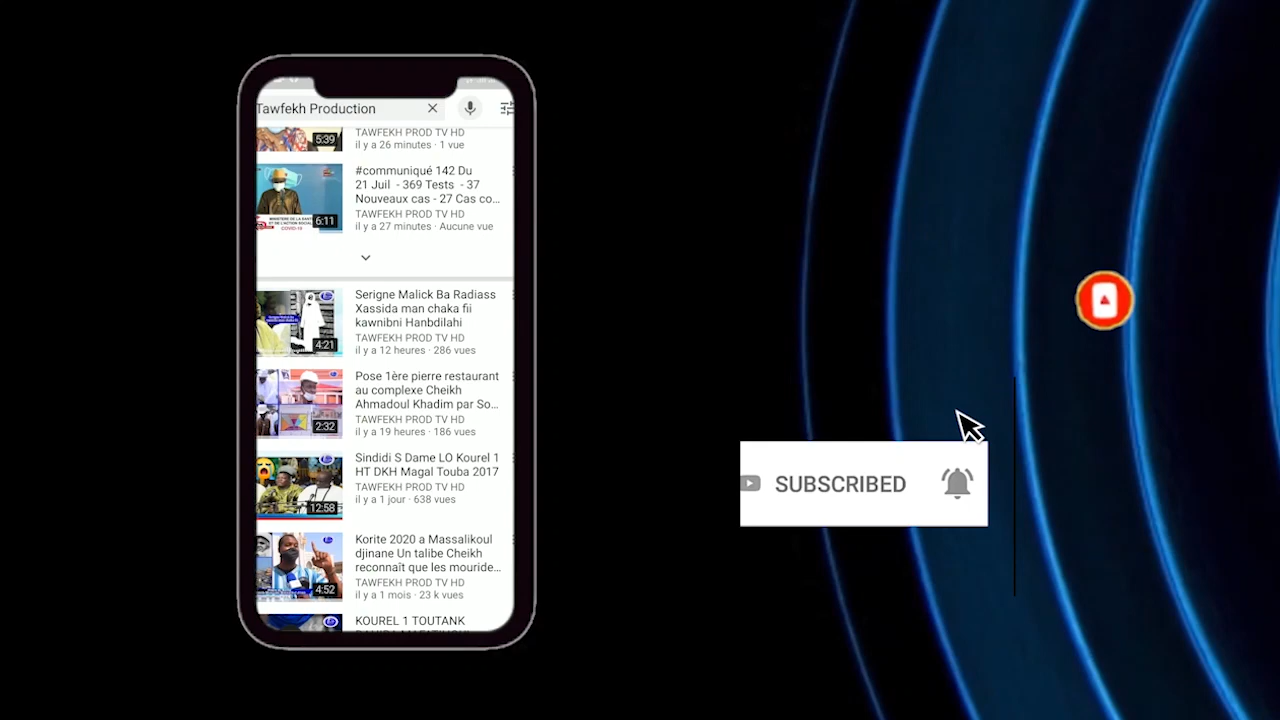 Tawfekh Production
TAWFEKH PROD TV HD
5:39
il y a 26 minutes · 1 vue
#communiqué 142 Du
21 Juil - 369 Tests - 37
Nouveaux cas - 27 Cas co...
TAWFEKH PROD TV HD
6:11
il y a 27 minutes · Aucune vue
COVID-19
Serigne Malick Ba Radiass
Xassida man chaka fii
kawnibni Hanbdilahi
TAWFEKH PROD TV HD
4:21
il y a 12 heures · 286 vues
Pose 1ère pierre restaurant
au complexe Cheikh
Ahmadoul Khadim par So...
TAWFEKH PROD TV HD
2:32
il y a 19 heures · 186 vues
Sindidi S Dame LO Kourel 1
HT DKH Magal Touba 2017
TAWFEKH PROD TV HD
il y a 1 jour · 638 vues
12:58
Korite 2020 a Massalikoul
djinane Un talibe Cheikh
reconnaît que les mouride...
TAWFEKH PROD TV HD
4:52
il y a 1 mois · 23 k vues
KOUREL 1 TOUTANK
SUBSCRIBED